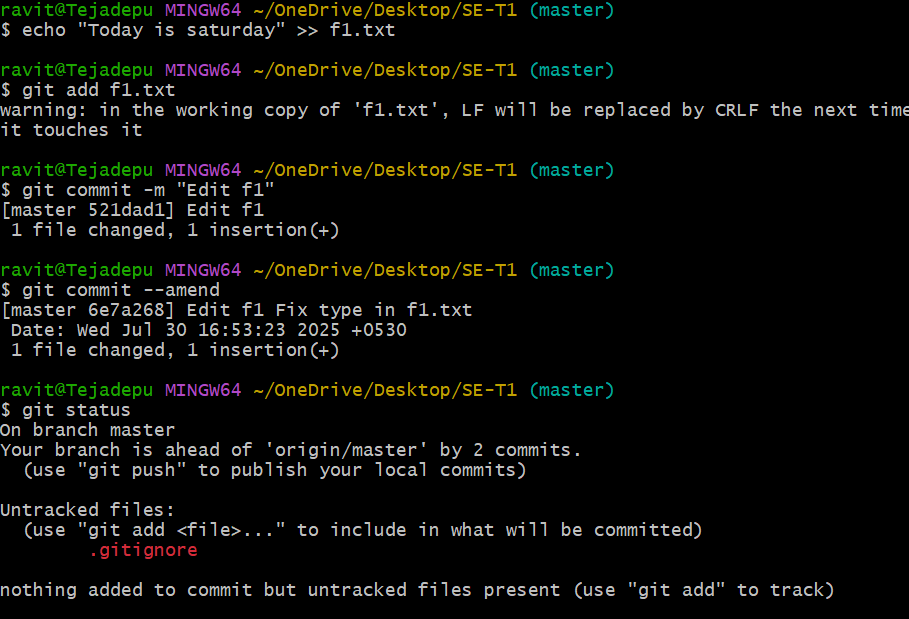 ravit@Tejadepu MINGW64 ~/OneDrive/Desktop/SE-T1 (master)
$ echo "Today is saturday" >> f1.txt
ravit@Tejadepu MINGW64 ~/OneDrive/Desktop/SE-T1 (master)
$ git add f1.txt
warning: in the working copy of 'f1.txt', LF will be replaced by CRLF the next time
it touches it
ravit@Tejadepu MINGW64 ~/OneDrive/Desktop/SE-T1 (master)
$ git commit -m "Edit f1"
[master 521dad1] Edit f1
 1 file changed, 1 insertion(+)
ravit@Tejadepu MINGW64 ~/OneDrive/Desktop/SE-T1 (master)
$ git commit --amend
[master 6e7a268] Edit f1 Fix type in f1.txt
 Date: Wed Jul 30 16:53:23 2025 +0530
 1 file changed, 1 insertion(+)
ravit@Tejadepu MINGW64 ~/OneDrive/Desktop/SE-T1 (master)
$ git status
On branch master
Your branch is ahead of 'origin/master' by 2 commits.
  (use "git push" to publish your local commits)
Untracked files:
  (use "git add <file>..." to include in what will be committed)
        .gitignore
nothing added to commit but untracked files present (use "git add" to track)